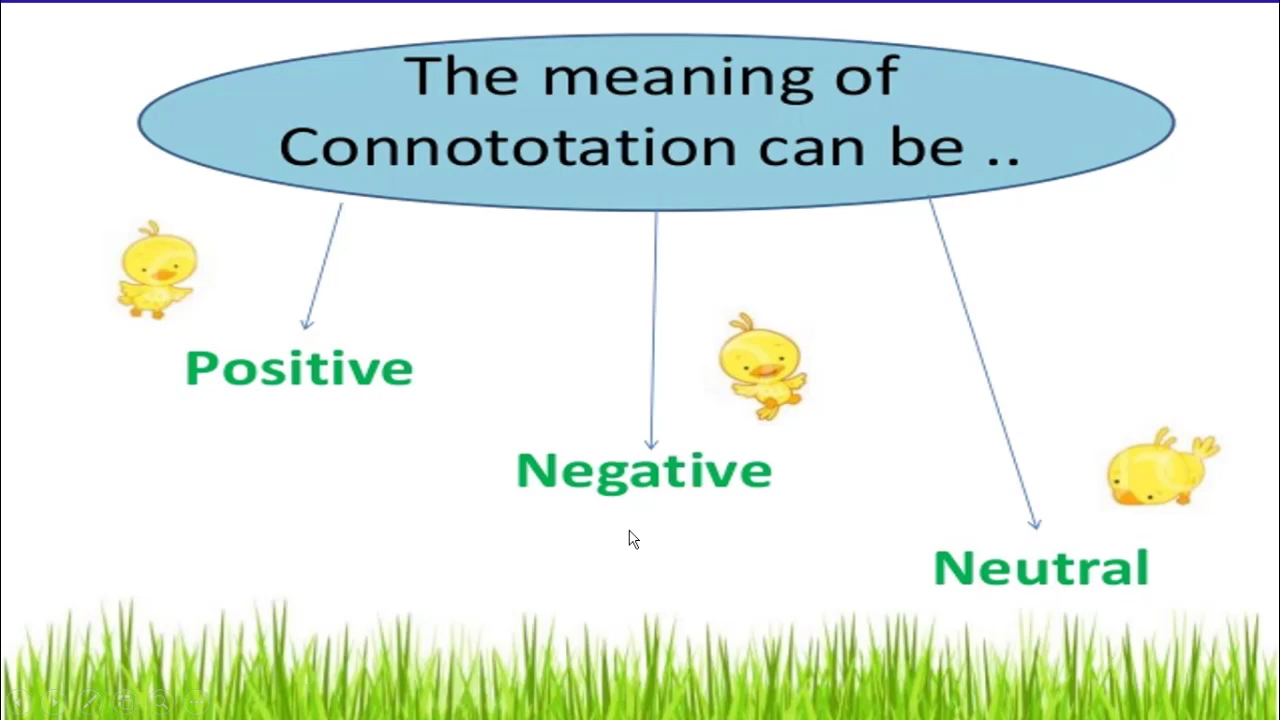 The meaning of
Connototation can be ..
Positive
Negative
Neutral